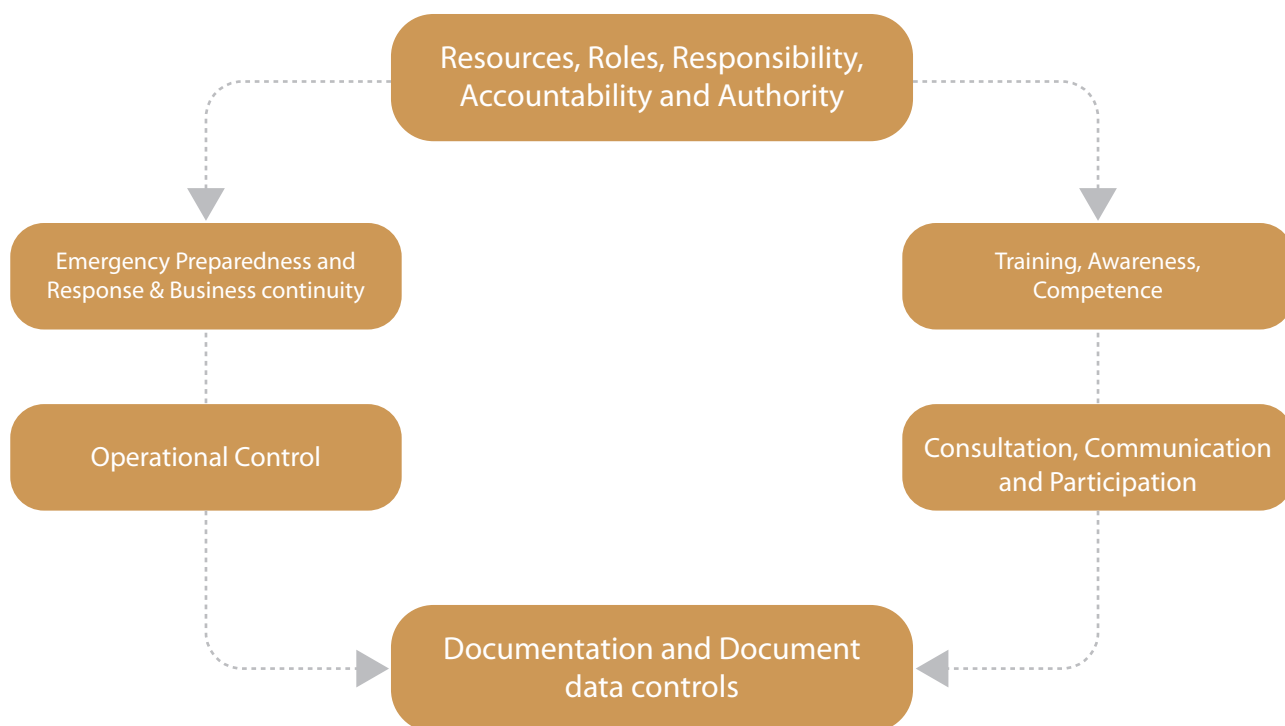 Resources, Roles, Responsibility,
Accountability and Authority
Emergency Preparedness and
Response & Business continuity
Training, Awareness,
Competence
Operational Control
Consultation, Communication
and Participation
Documentation and Document
data controls